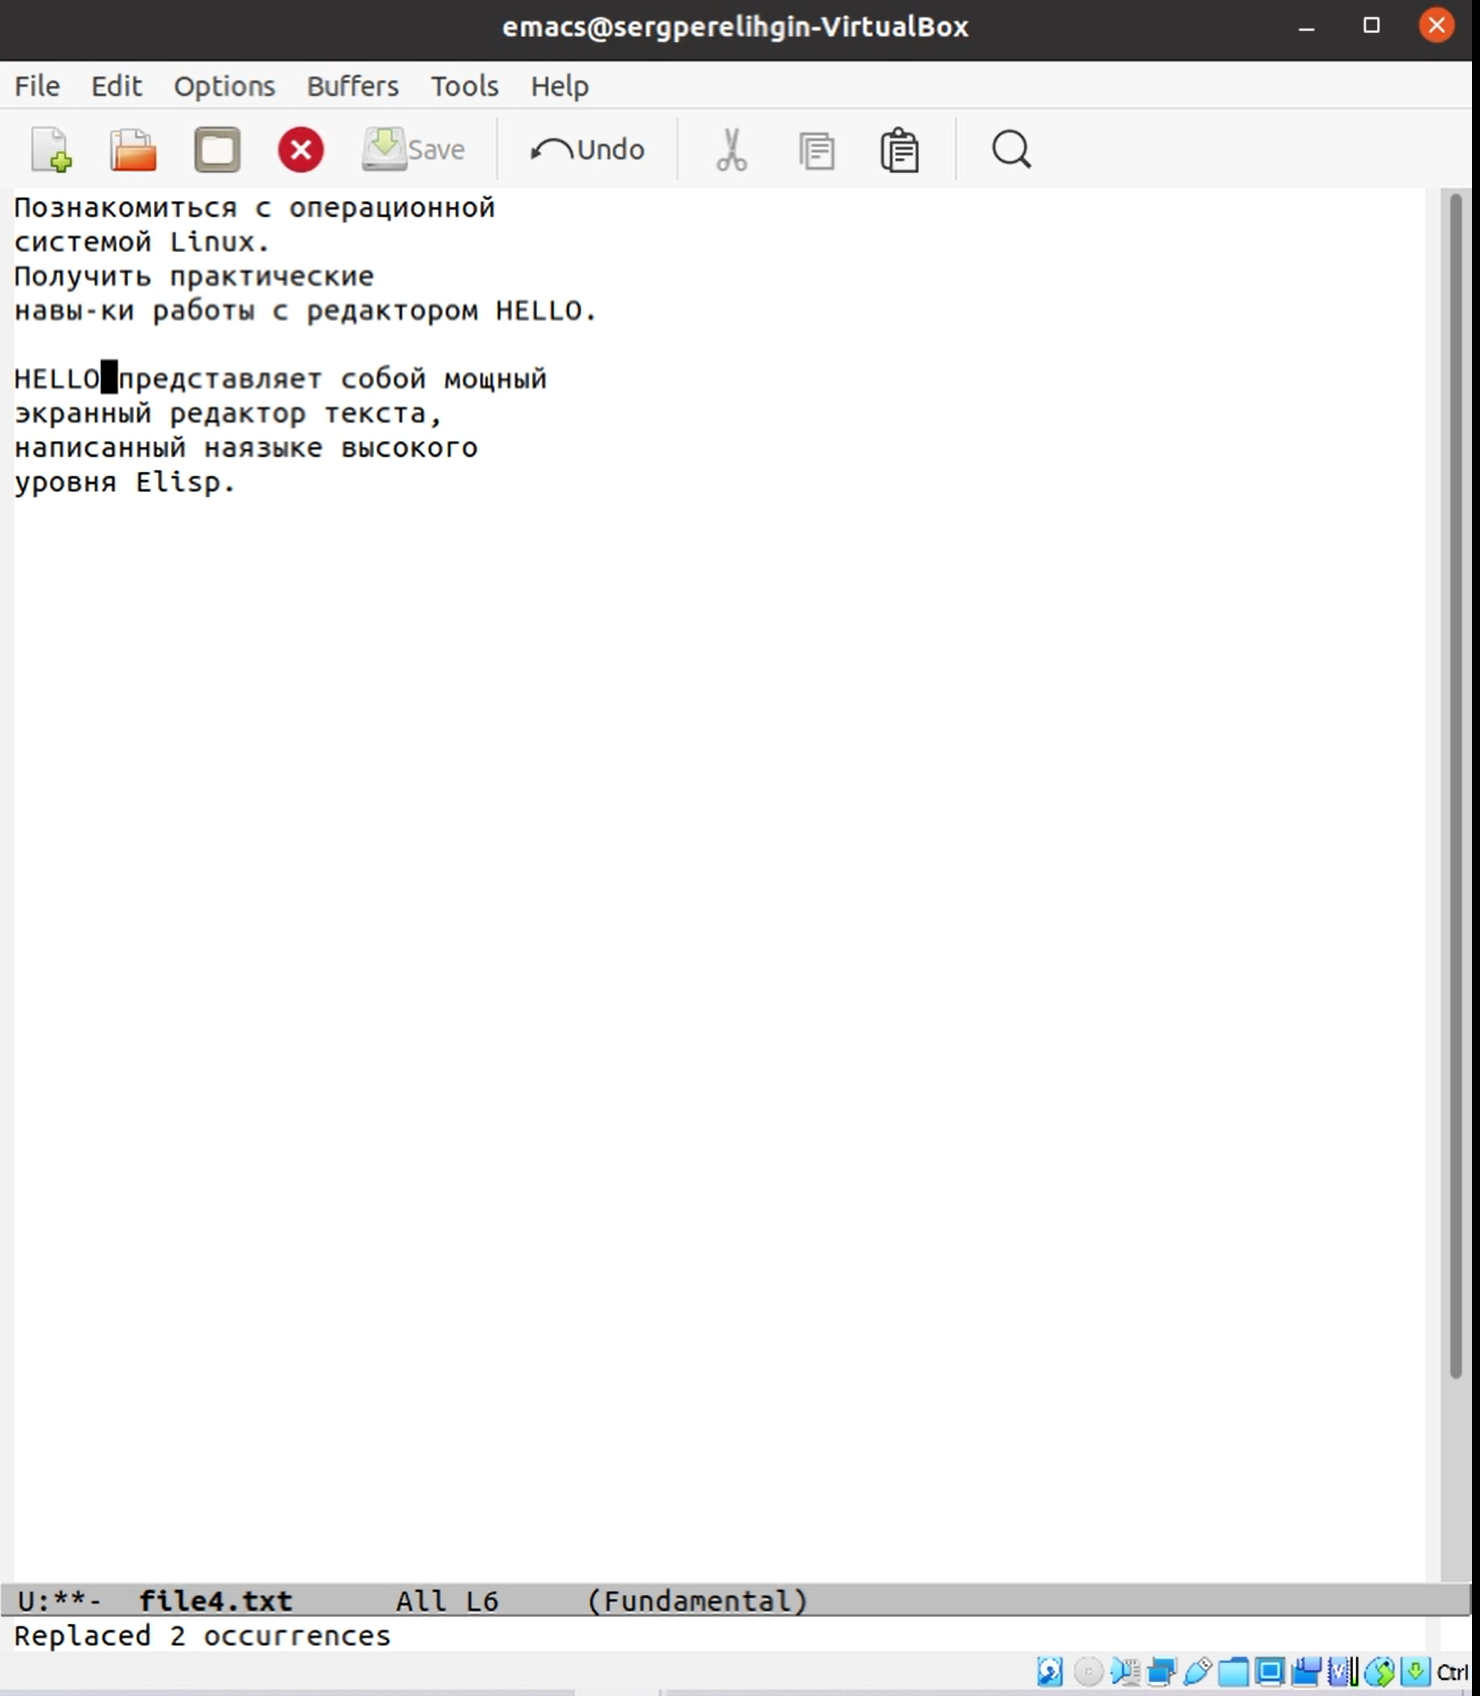 emacs@sergperelihgin-VirtualBox
File Edit Options Buffers Tools Help
Save Undo
Познакомиться с операционной
системой Linux.
Получить практические
навы-ки работы с редактором HELLO.
HELLO представляет собой мощный
экранный редактор текста,
написанный наязыке высокого
уровня Elisp.
U:**- file4.txt All L6 (Fundamental)
Replaced 2 occurrences
Ctrl